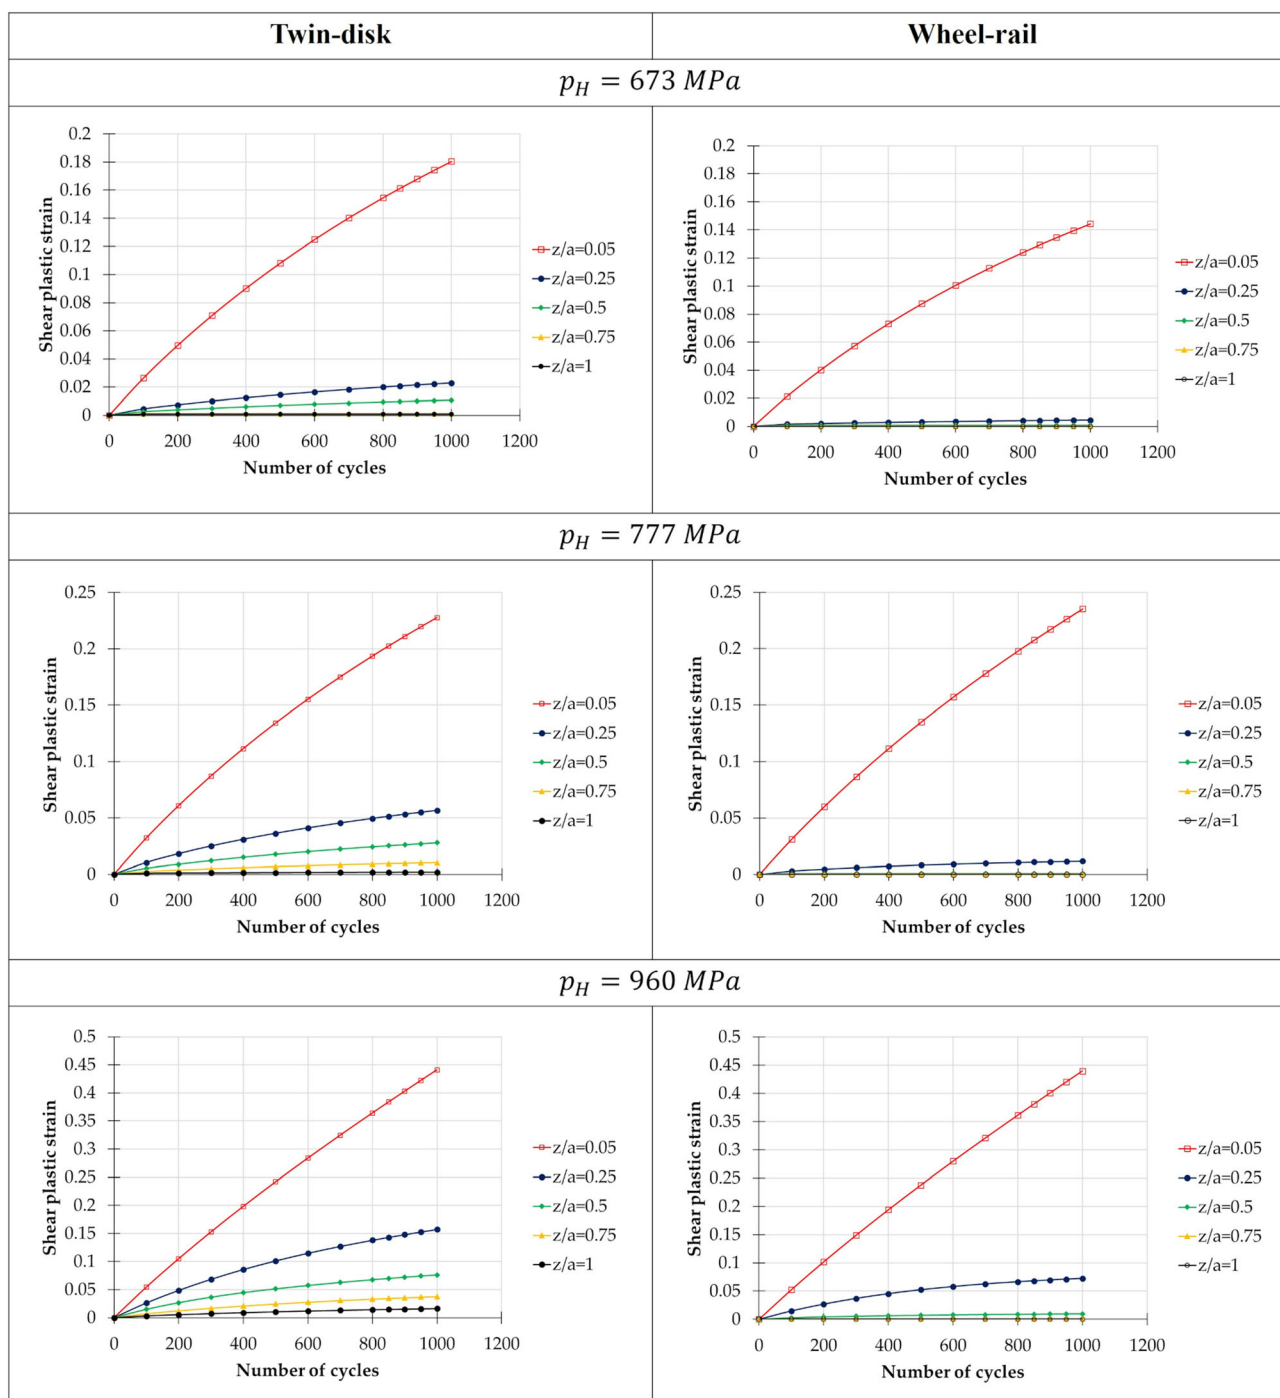 Twin-disk
Wheel-rail
p_H = 673 MPa
0.2
0.18
0.16
0.14
0.12
0.1
0.08
0.06
0.04
0.02
0
0 200 400 600 800 1000 1200
Shear plastic strain
Number of cycles
z/a=0.05
z/a=0.25
z/a=0.5
z/a=0.75
z/a=1
0.2
0.18
0.16
0.14
0.12
0.1
0.08
0.06
0.04
0.02
0
0 200 400 600 800 1000 1200
Shear plastic strain
Number of cycles
z/a=0.05
z/a=0.25
z/a=0.5
z/a=0.75
z/a=1
p_H = 777 MPa
0.25
0.2
0.15
0.1
0.05
0
0 200 400 600 800 1000 1200
Shear plastic strain
Number of cycles
z/a=0.05
z/a=0.25
z/a=0.5
z/a=0.75
z/a=1
0.25
0.2
0.15
0.1
0.05
0
0 200 400 600 800 1000 1200
Shear plastic strain
Number of cycles
z/a=0.05
z/a=0.25
z/a=0.5
z/a=0.75
z/a=1
p_H = 960 MPa
0.5
0.45
0.4
0.35
0.3
0.25
0.2
0.15
0.1
0.05
0
0 200 400 600 800 1000 1200
Shear plastic strain
Number of cycles
z/a=0.05
z/a=0.25
z/a=0.5
z/a=0.75
z/a=1
0.5
0.45
0.4
0.35
0.3
0.25
0.2
0.15
0.1
0.05
0
0 200 400 600 800 1000 1200
Shear plastic strain
Number of cycles
z/a=0.05
z/a=0.25
z/a=0.5
z/a=0.75
z/a=1